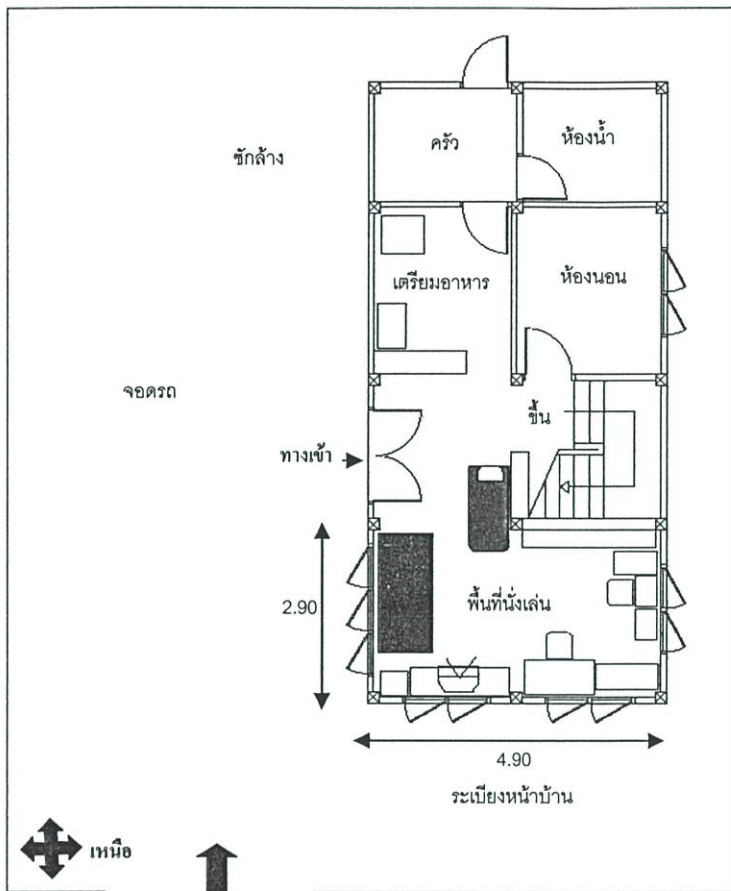 ครัว
ห้องน้ำ
ซักล้าง
เตรียมอาหาร
ห้องนอน
จอดรถ
ขึ้น
ทางเข้า
2.90
พื้นที่นั่งเล่น
4.90
ระเบียงหน้าบ้าน
เหนือ